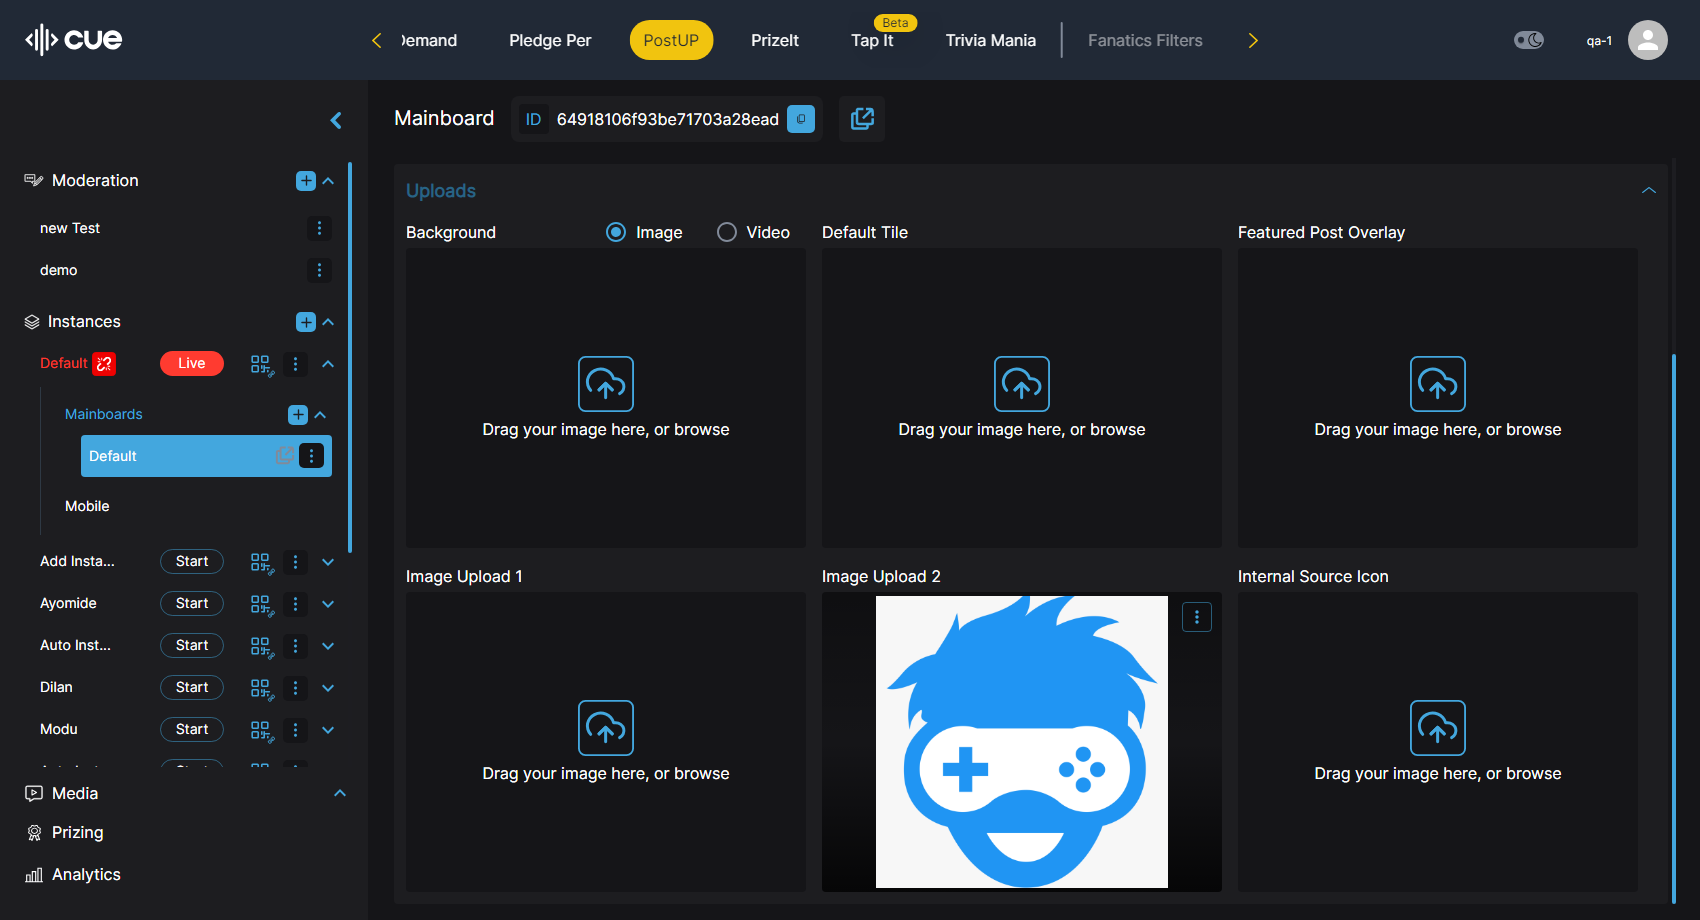 cue
Demand
Pledge Per
PostUP
PrizeIt
Beta
Tap It
Trivia Mania
Fanatics Filters
qa-1
Mainboard
ID
64918106f93be71703a28ead
Moderation
new Test
demo
Instances
Default
Live
Mainboards
Default
Mobile
Add Insta...
Start
Ayomide
Start
Auto Inst...
Start
Dilan
Start
Modu
Start
Media
Prizing
Analytics
Uploads
Background
Image
Video
Default Tile
Featured Post Overlay
Drag your image here, or browse
Drag your image here, or browse
Drag your image here, or browse
Image Upload 1
Image Upload 2
Internal Source Icon
Drag your image here, or browse
Drag your image here, or browse